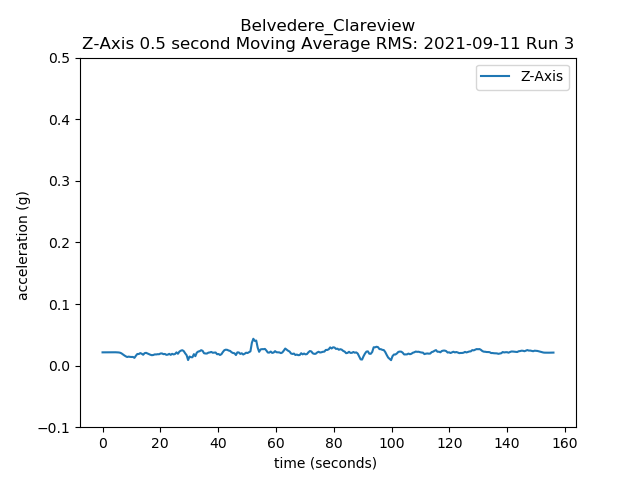 Belvedere_Clareview
Z-Axis 0.5 second Moving Average RMS: 2021-09-11 Run 3
Z-Axis
0.5
0.4
0.3
0.2
0.1
0.0
−0.1
acceleration (g)
0 20 40 60 80 100 120 140 160
time (seconds)